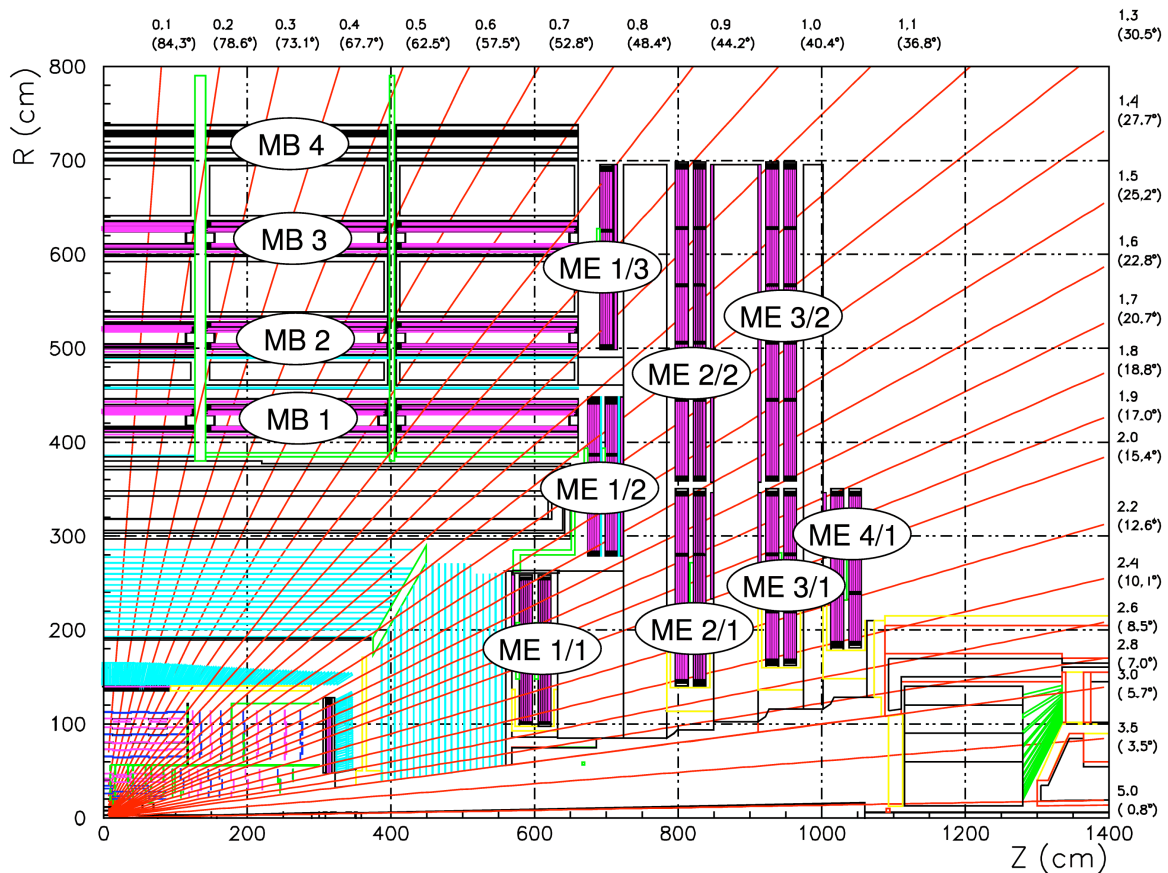 0.1 0.2 0.3 0.4 0.5 0.6 0.7 0.8 0.9 1.0 1.1 1.3
(84,3°) (78.6°) (73.1°) (67.7°) (62.5°) (57.5°) (52.8°) (48.4°) (44.2°) (40.4°) (36.8°) (30.5°)
R (cm)
800
700
600
500
400
300
200
100
0
MB 4
MB 3
ME 1/3
MB 2
ME 3/2
ME 2/2
MB 1
ME 1/2
ME 4/1
ME 3/1
ME 2/1
ME 1/1
1.4
(27.7°)
1.5
(25,2°)
1.6
(22.8°)
1.7
(20.7°)
1.8
(18.8°)
1.9
(17.0°)
2.0
(15,4°)
2.2
(12.6°)
2.4
(10,1°)
2.6
( 8.5°)
2.8
( 7,0°)
3.0
( 5.7°)
3.5
( 3.5°)
5.0
( 0.8°)
0 200 400 600 800 1000 1200 1400
Z (cm)